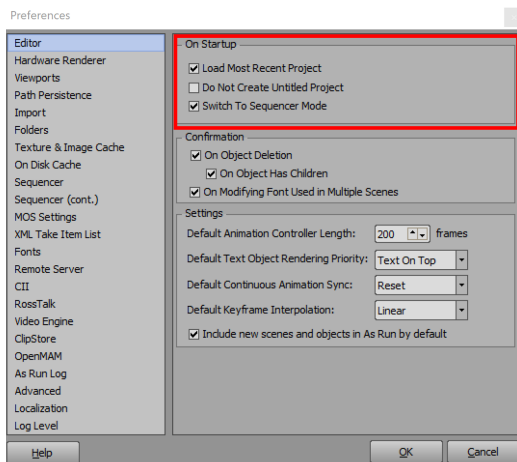 Preferences
Editor
Hardware Renderer
Viewports
Path Persistence
Import
Folders
Texture & Image Cache
On Disk Cache
Sequencer
Sequencer (cont.)
MOS Settings
XML Take Item List
Fonts
Remote Server
CII
RossTalk
Video Engine
ClipStore
OpenMAM
As Run Log
Advanced
Localization
Log Level
On Startup
Load Most Recent Project
Do Not Create Untitled Project
Switch To Sequencer Mode
Confirmation
On Object Deletion
On Object Has Children
On Modifying Font Used in Multiple Scenes
Settings
Default Animation Controller Length: 200 frames
Default Text Object Rendering Priority: Text On Top
Default Continuous Animation Sync: Reset
Default Keyframe Interpolation: Linear
Include new scenes and objects in As Run by default
Help OK Cancel